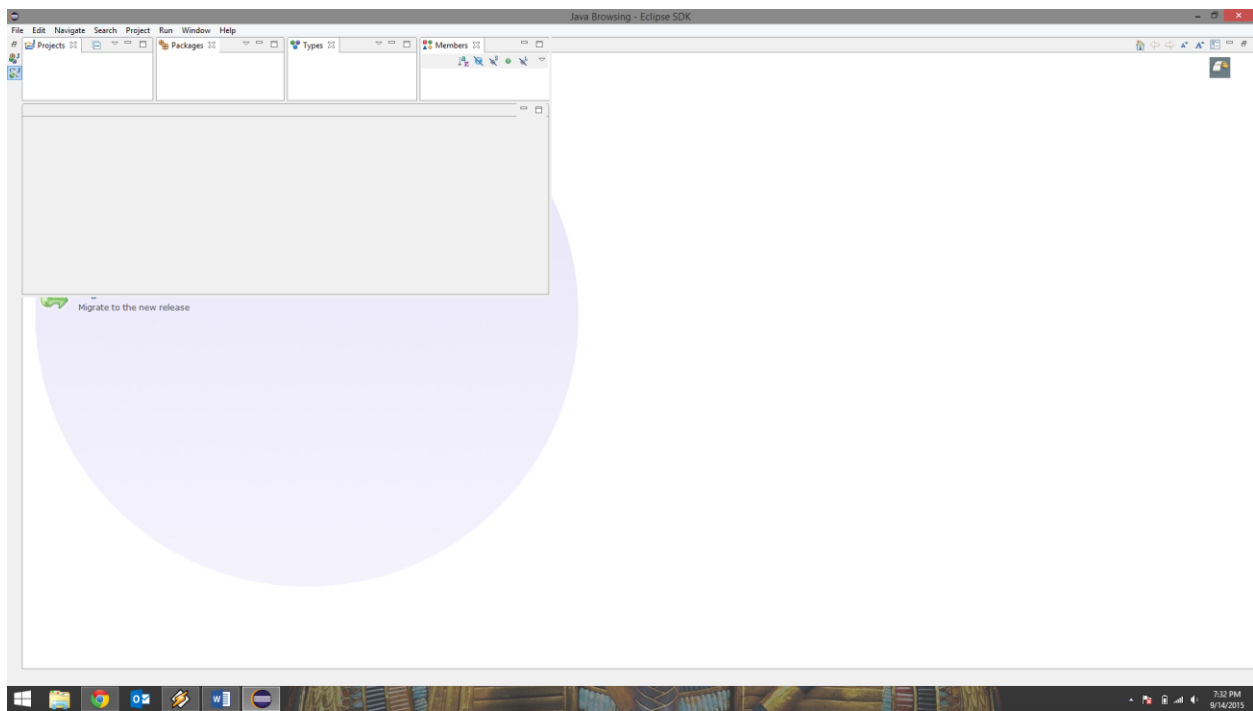 Java Browsing - Eclipse SDK
File Edit Navigate Search Project Run Window Help
Projects Packages Types Members
Migrate to the new release
7:32 PM
9/14/2015